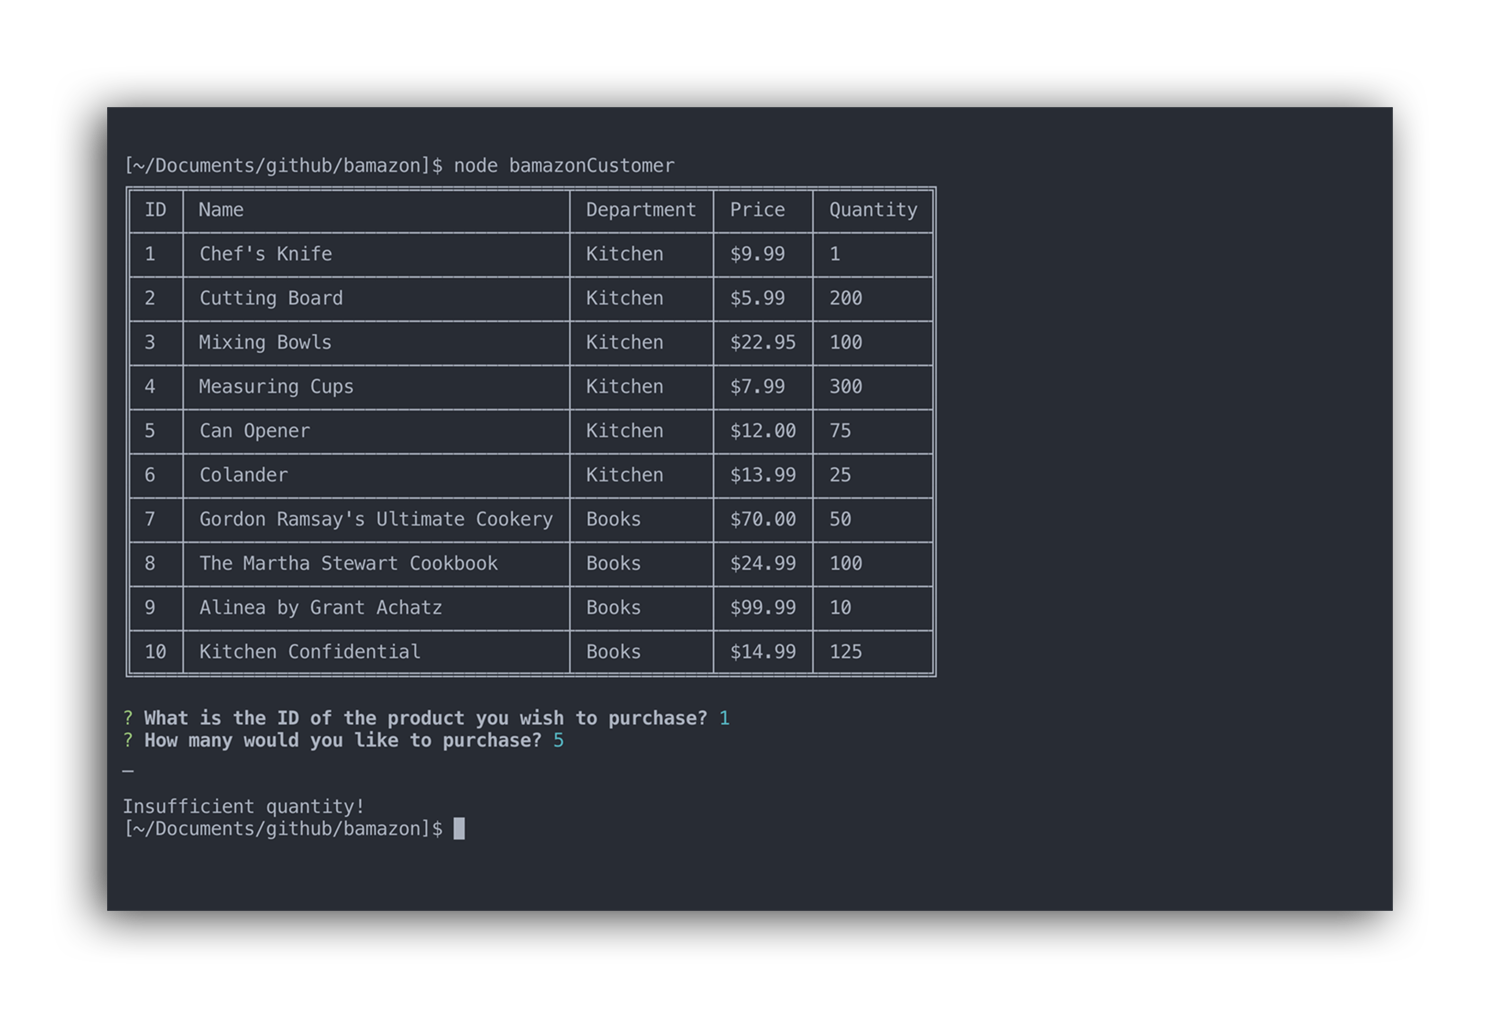 [~/Documents/github/bamazon]$ node bamazonCustomer
ID Name Department Price Quantity
1 Chef's Knife Kitchen $9.99 1
2 Cutting Board Kitchen $5.99 200
3 Mixing Bowls Kitchen $22.95 100
4 Measuring Cups Kitchen $7.99 300
5 Can Opener Kitchen $12.00 75
6 Colander Kitchen $13.99 25
7 Gordon Ramsay's Ultimate Cookery Books $70.00 50
8 The Martha Stewart Cookbook Books $24.99 100
9 Alinea by Grant Achatz Books $99.99 10
10 Kitchen Confidential Books $14.99 125
? What is the ID of the product you wish to purchase? 1
? How many would you like to purchase? 5
_
Insufficient quantity!
[~/Documents/github/bamazon]$